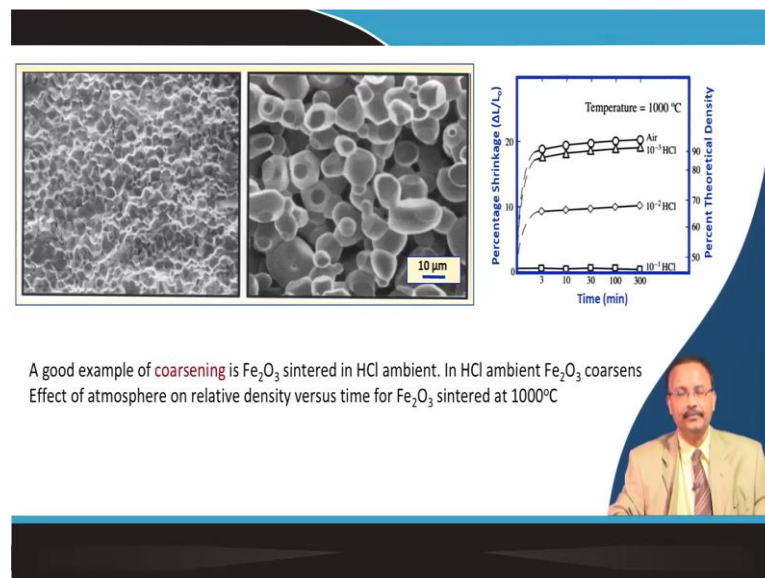 Percentage Shrinkage (ΔL/Lo)
20
10
0
Temperature = 1000 °C
Air
10⁻³ HCl
10⁻² HCl
10⁻¹ HCl
90
80
70
60
50
Percent Theoretical Density
3 10 30 100 300
Time (min)
10 µm
A good example of coarsening is Fe₂O₃ sintered in HCl ambient. In HCl ambient Fe₂O₃ coarsens
Effect of atmosphere on relative density versus time for Fe₂O₃ sintered at 1000ºC